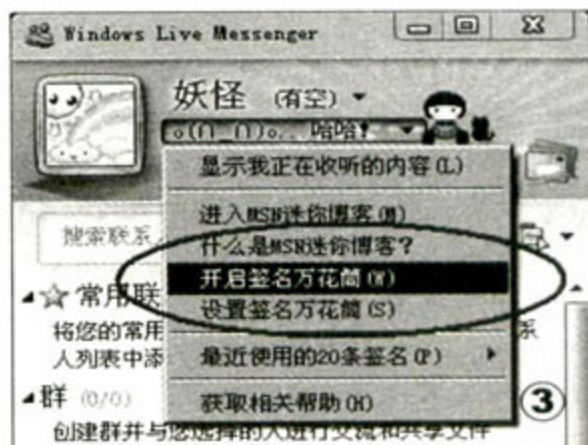 Windows Live Messenger
妖怪 (有空)
o(∩_∩)o... 哈哈!
显示我正在收听的内容(L)
进入MSN迷你博客(M)
什么是MSN迷你博客?
搜索联系
开启签名万花筒(W)
常用联
设置签名万花筒(S)
将您的常用
系
人列表中添
最近使用的20条签名(P)
群 (0/0)
获取相关帮助(H)
③
创建群并与您选择的人进行交流和共享文件